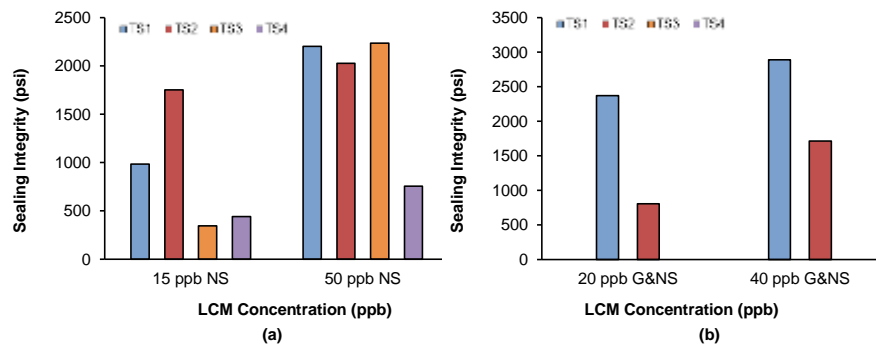 2500
2000
1500
1000
500
0
Sealing Integrity (psi)
TS1 TS2 TS3 TS4
15 ppb NS 50 ppb NS
LCM Concentration (ppb)
(a)
3500
3000
2500
2000
1500
1000
500
0
Sealing Integrity (psi)
TS1 TS2 TS3 TS4
20 ppb G&NS 40 ppb G&NS
LCM Concentration (ppb)
(b)